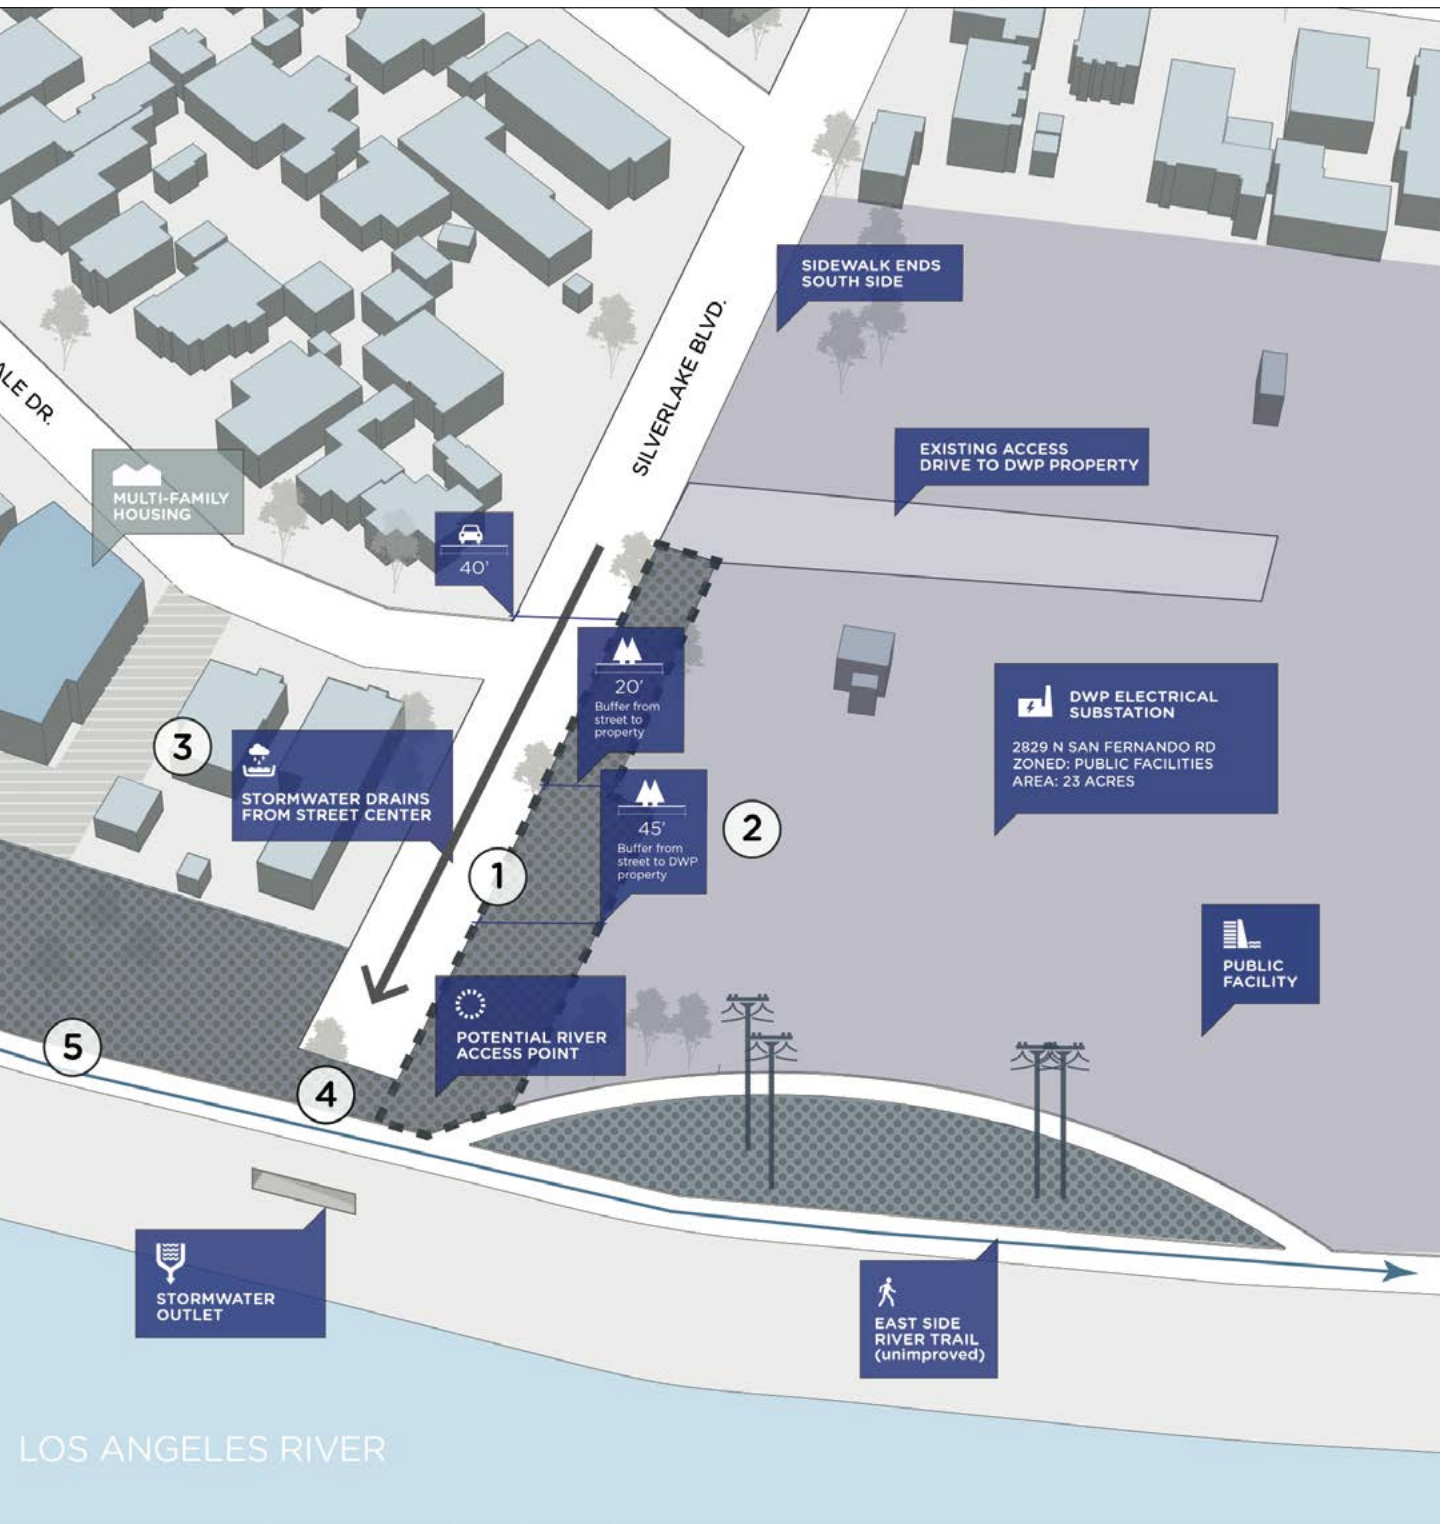 SIDEWALK ENDS
SOUTH SIDE
SILVERLAKE BLVD.
ALE DR.
EXISTING ACCESS
DRIVE TO DWP PROPERTY
MULTI-FAMILY
HOUSING
40'
20'
Buffer from
street to
property
DWP ELECTRICAL
SUBSTATION
2829 N SAN FERNANDO RD
ZONED: PUBLIC FACILITIES
AREA: 23 ACRES
3
STORMWATER DRAINS
FROM STREET CENTER
45'
Buffer from
street to DWP
property
2
1
PUBLIC
FACILITY
POTENTIAL RIVER
ACCESS POINT
5
4
STORMWATER
OUTLET
EAST SIDE
RIVER TRAIL
(unimproved)
LOS ANGELES RIVER